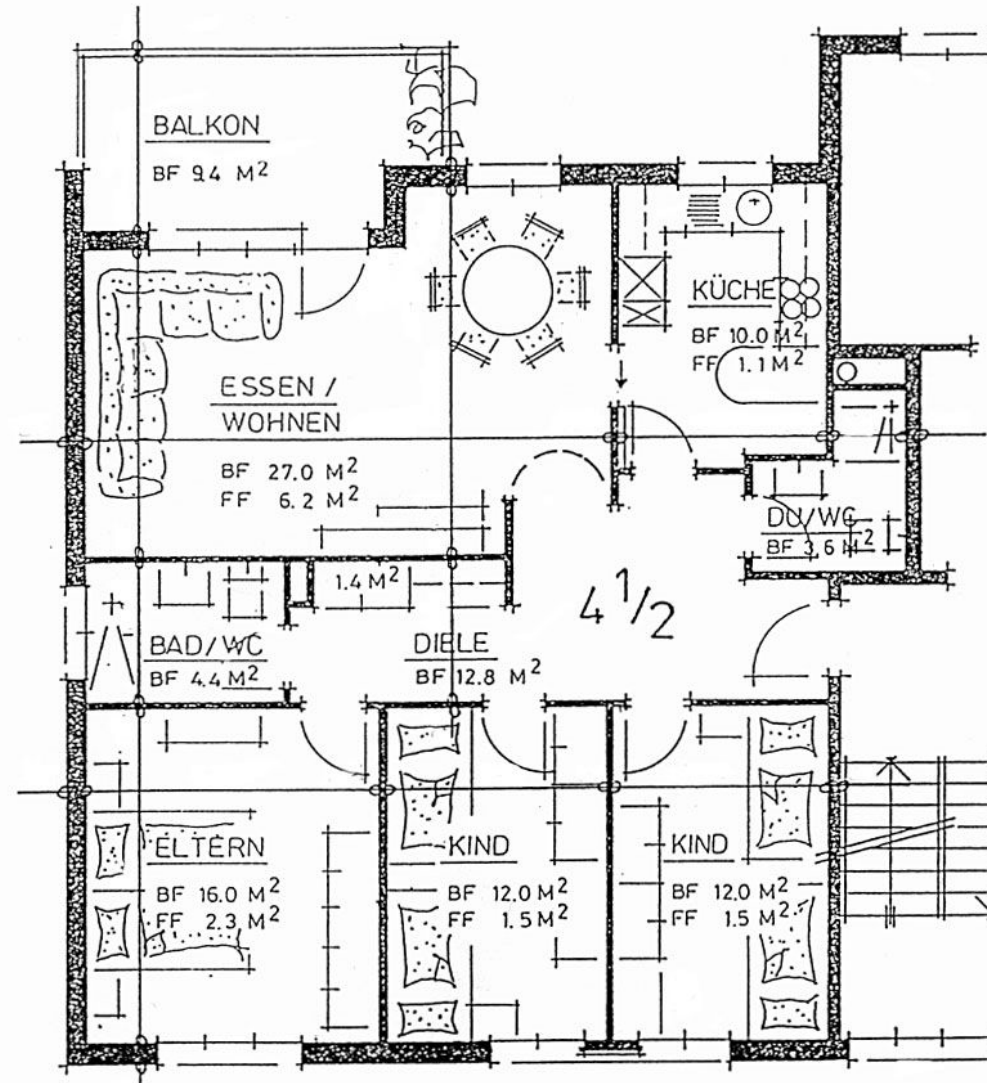 BALKON
BF 9.4 M²
KÜCHE
BF 10.0 M²
FF 1.1 M²
ESSEN /
WOHNEN
BF 27.0 M²
FF 6.2 M²
DU/WC
BF 3.6 M²
1.4 M²
4 1/2
BAD/WC
BF 4.4 M²
DIELE
BF 12.8 M²
ELTERN
BF 16.0 M²
FF 2.3 M²
KIND
BF 12.0 M²
FF 1.5 M²
KIND
BF 12.0 M²
FF 1.5 M²